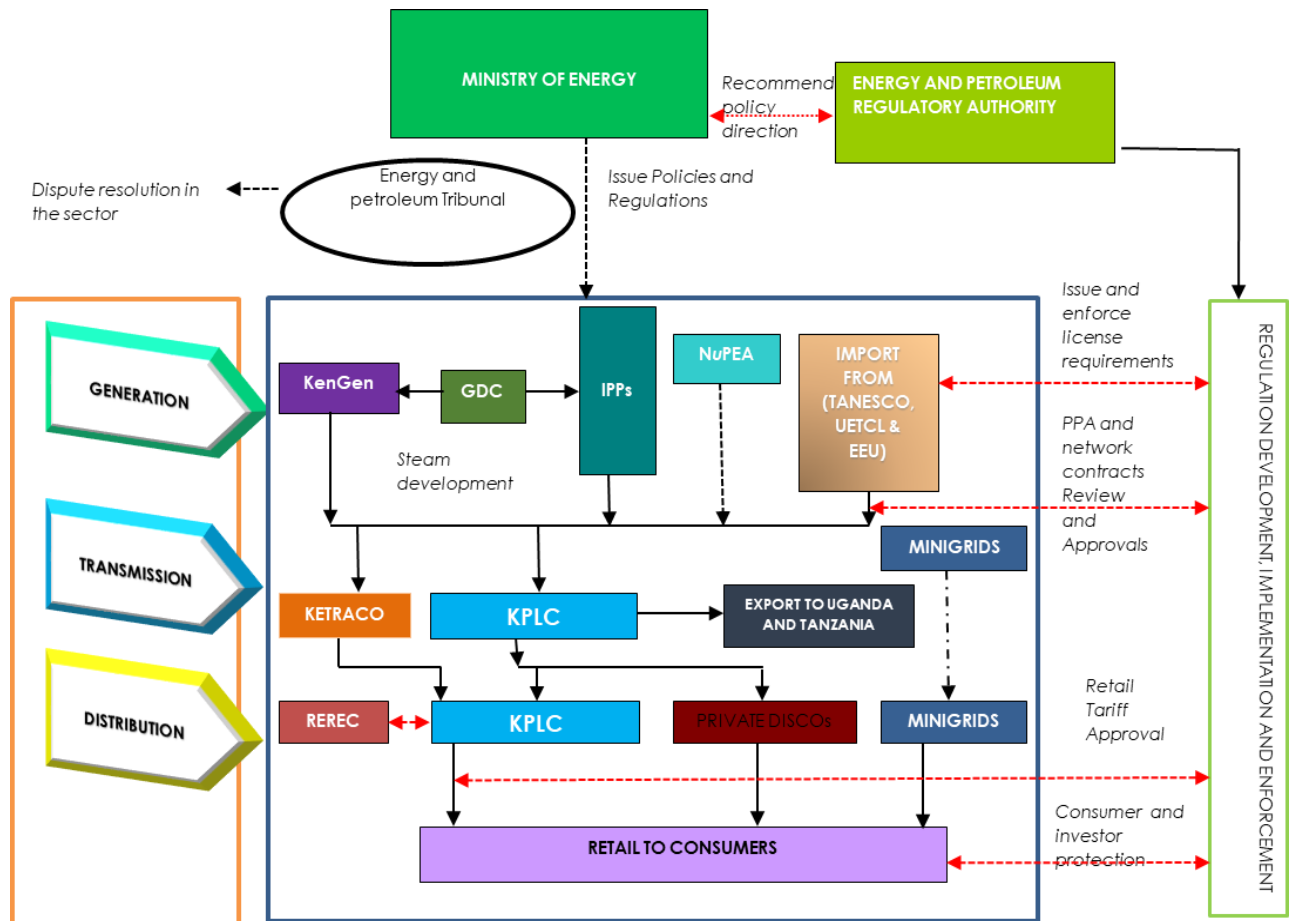 MINISTRY OF ENERGY
Recommend
policy
direction
ENERGY AND PETROLEUM
REGULATORY AUTHORITY
Dispute resolution in
the sector
Energy and
petroleum Tribunal
Issue Policies and
Regulations
GENERATION
TRANSMISSION
DISTRIBUTION
KenGen
GDC
IPPs
NuPEA
IMPORT
FROM
(TANESCO,
UETCL &
EEU)
Steam
development
MINIGRIDS
KETRACO
KPLC
EXPORT TO UGANDA
AND TANZANIA
REREC
KPLC
PRIVATE DISCOs
MINIGRIDS
RETAIL TO CONSUMERS
Issue and
enforce
license
requirements
PPA and
network
contracts
Review
and
Approvals
Retail
Tariff
Approval
Consumer and
investor
protection
REGULATION DEVELOPMENT, IMPLEMENTATION AND ENFORCEMENT